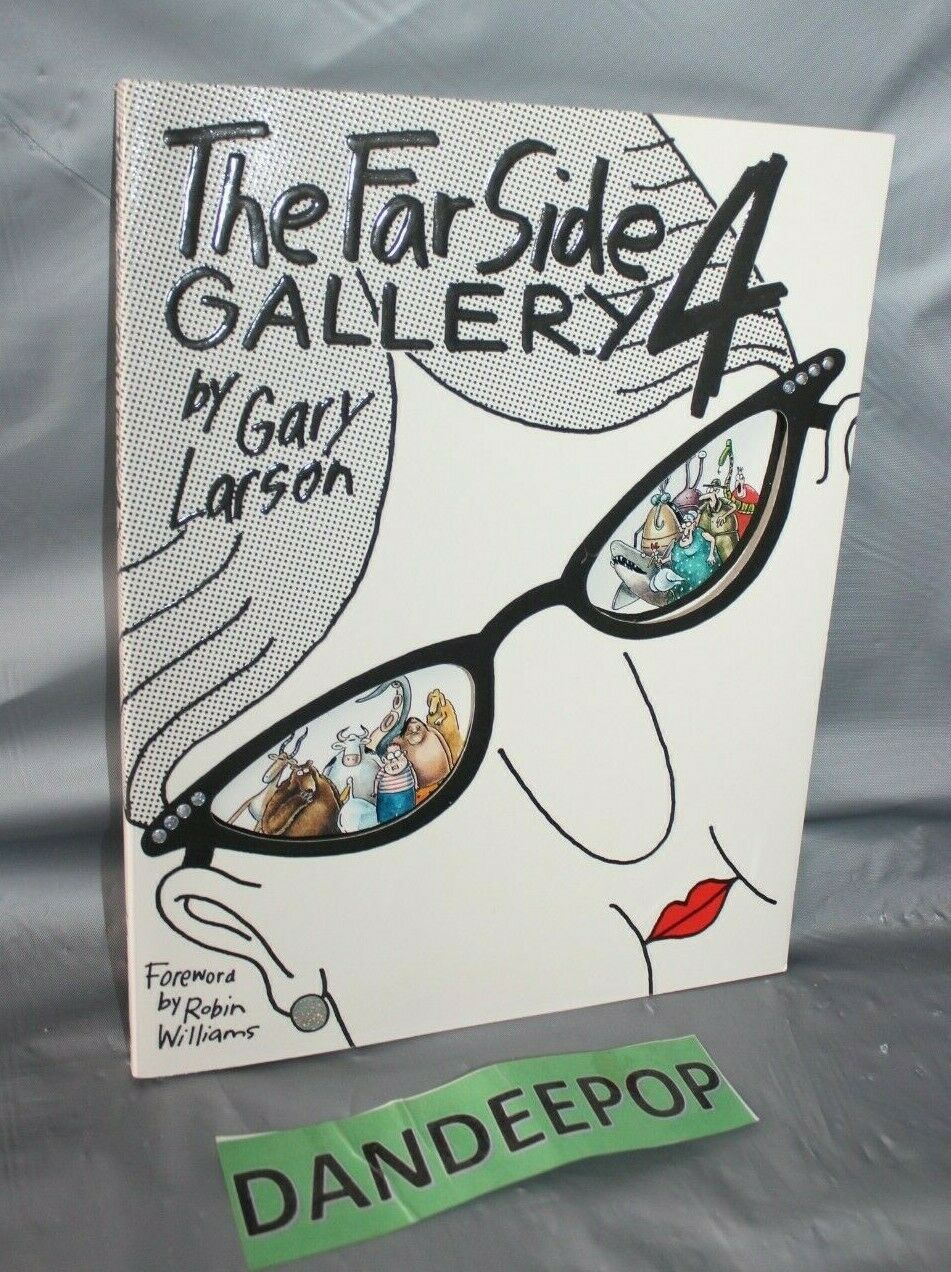 The Far Side
GALLERY 4
by Gary
Larson
Foreword
by Robin
Williams
DANDEEPOP